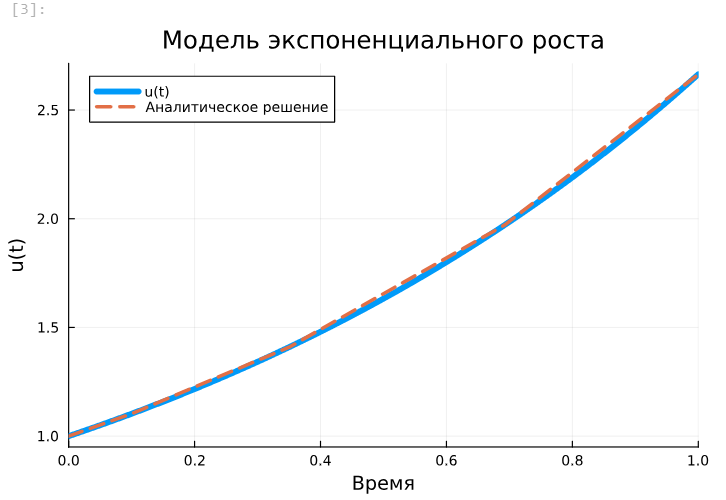 [3]:
Модель экспоненциального роста
u(t)
Аналитическое решение
2.5
2.0
1.5
1.0
u(t)
0.0 0.2 0.4 0.6 0.8 1.0
Время